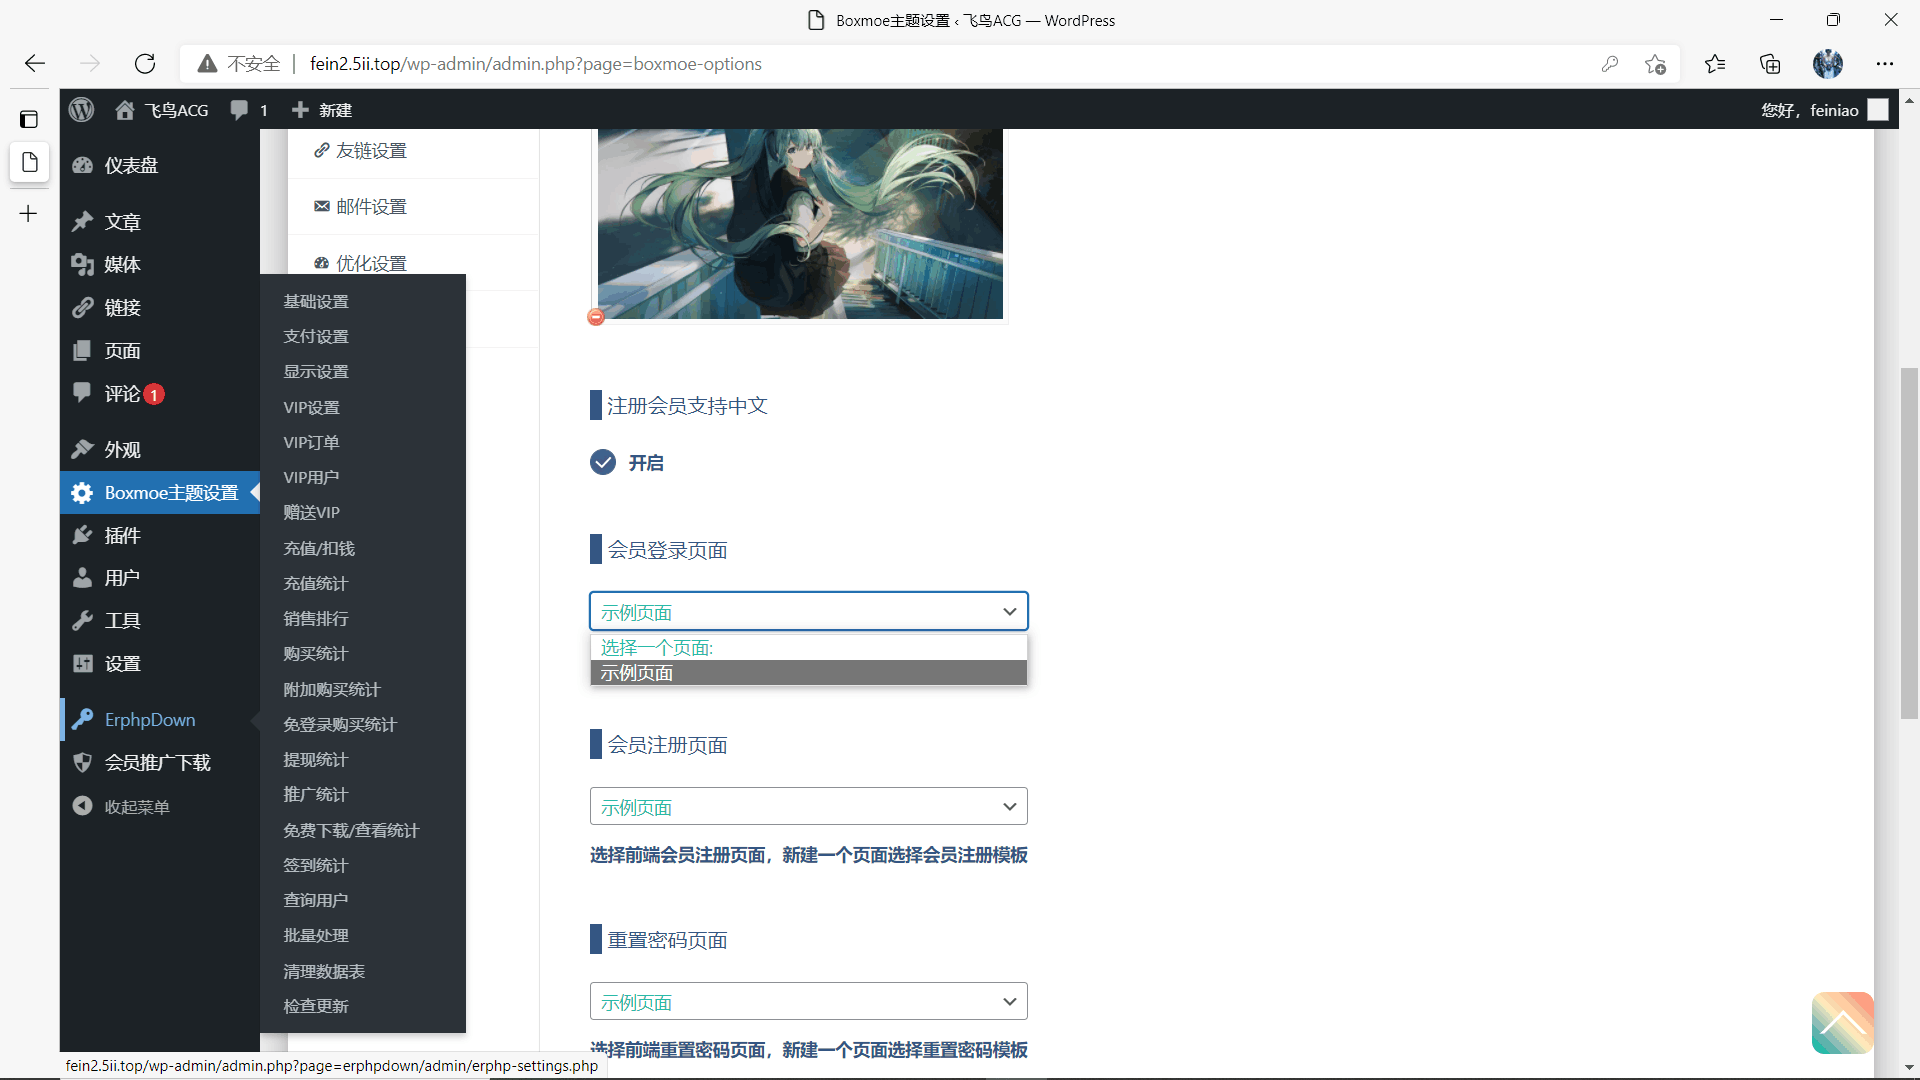 Boxmoe主题设置 ‹ 飞鸟ACG — WordPress
不安全
fein2.5ii.top/wp-admin/admin.php?page=boxmoe-options
飞鸟ACG
1
新建
您好，feiniao
仪表盘
文章
媒体
链接
页面
评论 1
外观
Boxmoe主题设置
插件
用户
工具
设置
ErphpDown
会员推广下载
收起菜单
友链设置
邮件设置
优化设置
基础设置
支付设置
显示设置
VIP设置
VIP订单
VIP用户
赠送VIP
充值/扣钱
充值统计
销售排行
购买统计
附加购买统计
免登录购买统计
提现统计
推广统计
免费下载/查看统计
签到统计
查询用户
批量处理
清理数据表
检查更新
注册会员支持中文
开启
会员登录页面
示例页面
选择一个页面:
示例页面
会员注册页面
示例页面
选择前端会员注册页面，新建一个页面选择会员注册模板
重置密码页面
示例页面
选择前端重置密码页面，新建一个页面选择重置密码模板
fein2.5ii.top/wp-admin/admin.php?page=erphpdown/admin/erphp-settings.php